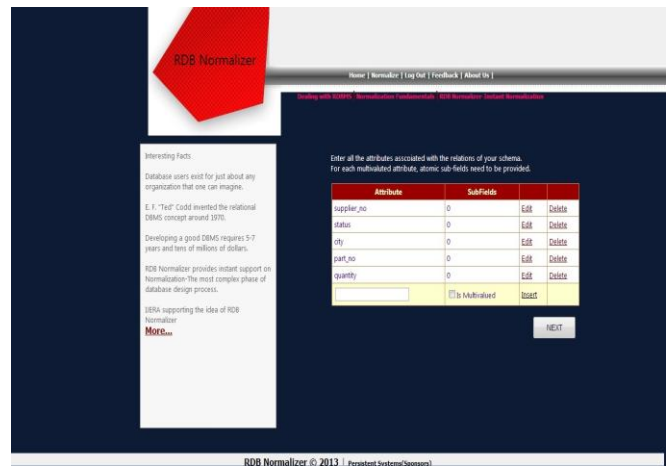 RDB Normalizer
Home | Normalize | Log Out | Feedback | About Us |
Dealing with RDBMS | Normalization Fundamentals | RDB Normalizer-Instant Normalization
Interesting Facts
Database users exist for just about any
organization that one can imagine.
E. F. "Ted" Codd invented the relational
DBMS concept around 1970.
Developing a good DBMS requires 5-7
years and tens of millions of dollars.
RDB Normalizer provides instant support on
Normalization-The most complex phase of
database design process.
supporting the idea of RDB
Normalizer
More...
Enter all the attributes asscoiated with the relations of your schema.
For each multivalued attribute, atomic sub-fields need to be provided.
Attribute SubFields
supplier_no 0 Edit Delete
status 0 Edit Delete
city 0 Edit Delete
part_no 0 Edit Delete
quantity 0 Edit Delete
Is Multivalued Insert
NEXT
RDB Normalizer © 2013 | Persistent Systems(Sponsors)